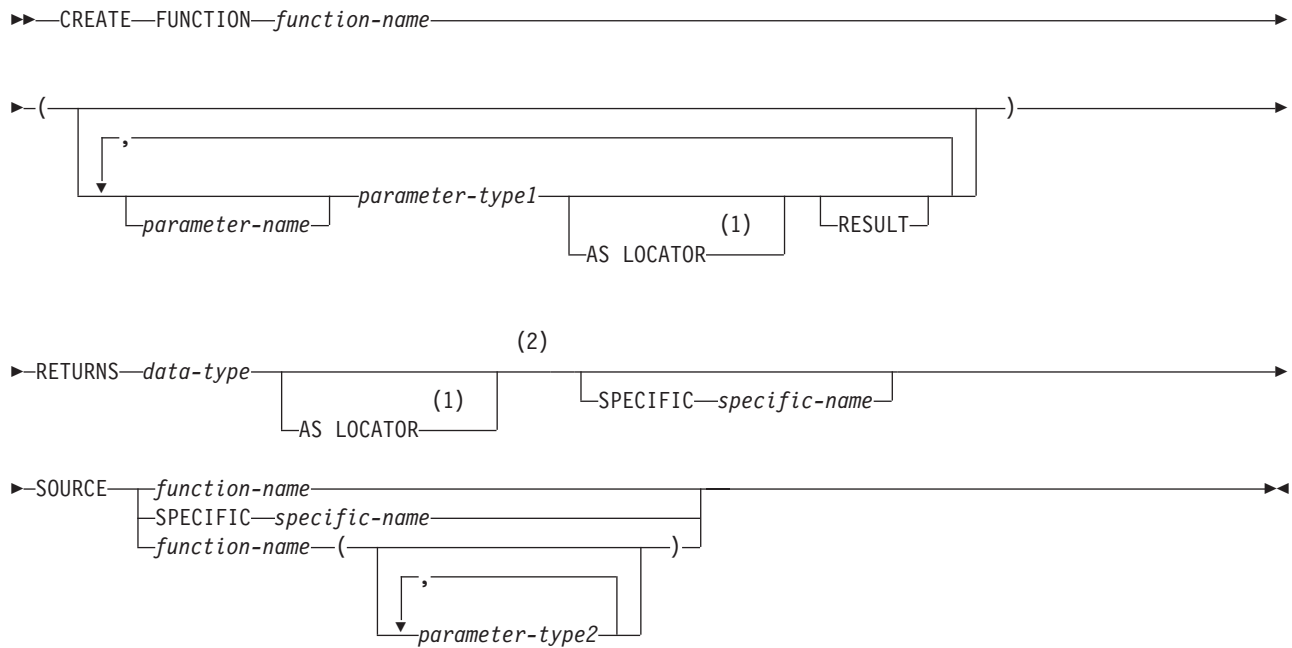 CREATE FUNCTION function-name
( )
,
parameter-type1
parameter-name (1) RESULT
AS LOCATOR
(2)
RETURNS data-type
(1) SPECIFIC specific-name
AS LOCATOR
SOURCE function-name
SPECIFIC specific-name
function-name ( )
,
parameter-type2